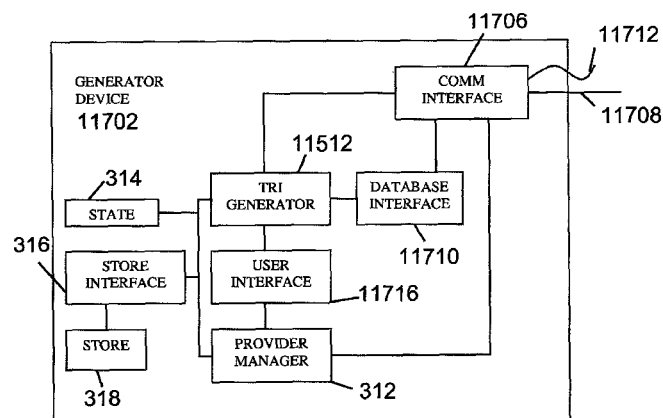 11706
11712
GENERATOR
DEVICE
11702
COMM
INTERFACE
11708
11512
314
TRI
GENERATOR
DATABASE
INTERFACE
STATE
316
11710
STORE
INTERFACE
USER
INTERFACE
11716
STORE
PROVIDER
MANAGER
318
312